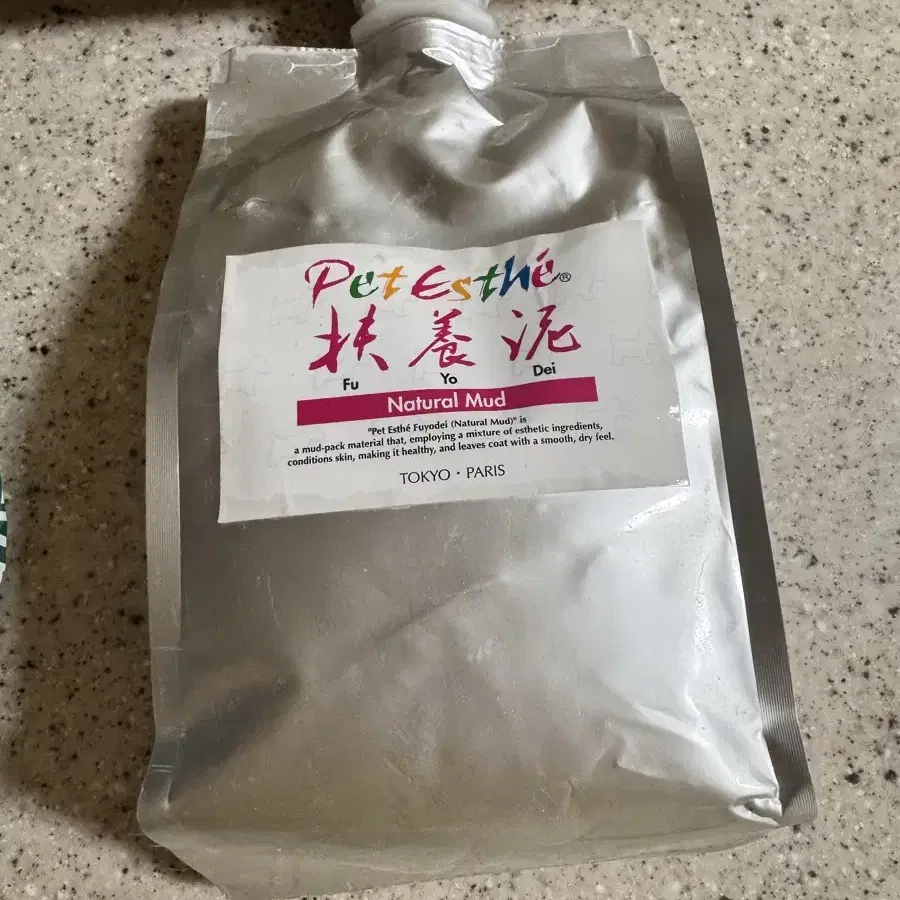 Pet Esthé®
扶養泥
Fu Yo Dei
Natural Mud
"Pet Esthé Fuyodei (Natural Mud)" is
a mud-pack material that, employing a mixture of esthetic ingredients,
conditions skin, making it healthy, and leaves coat with a smooth, dry feel.
TOKYO・PARIS